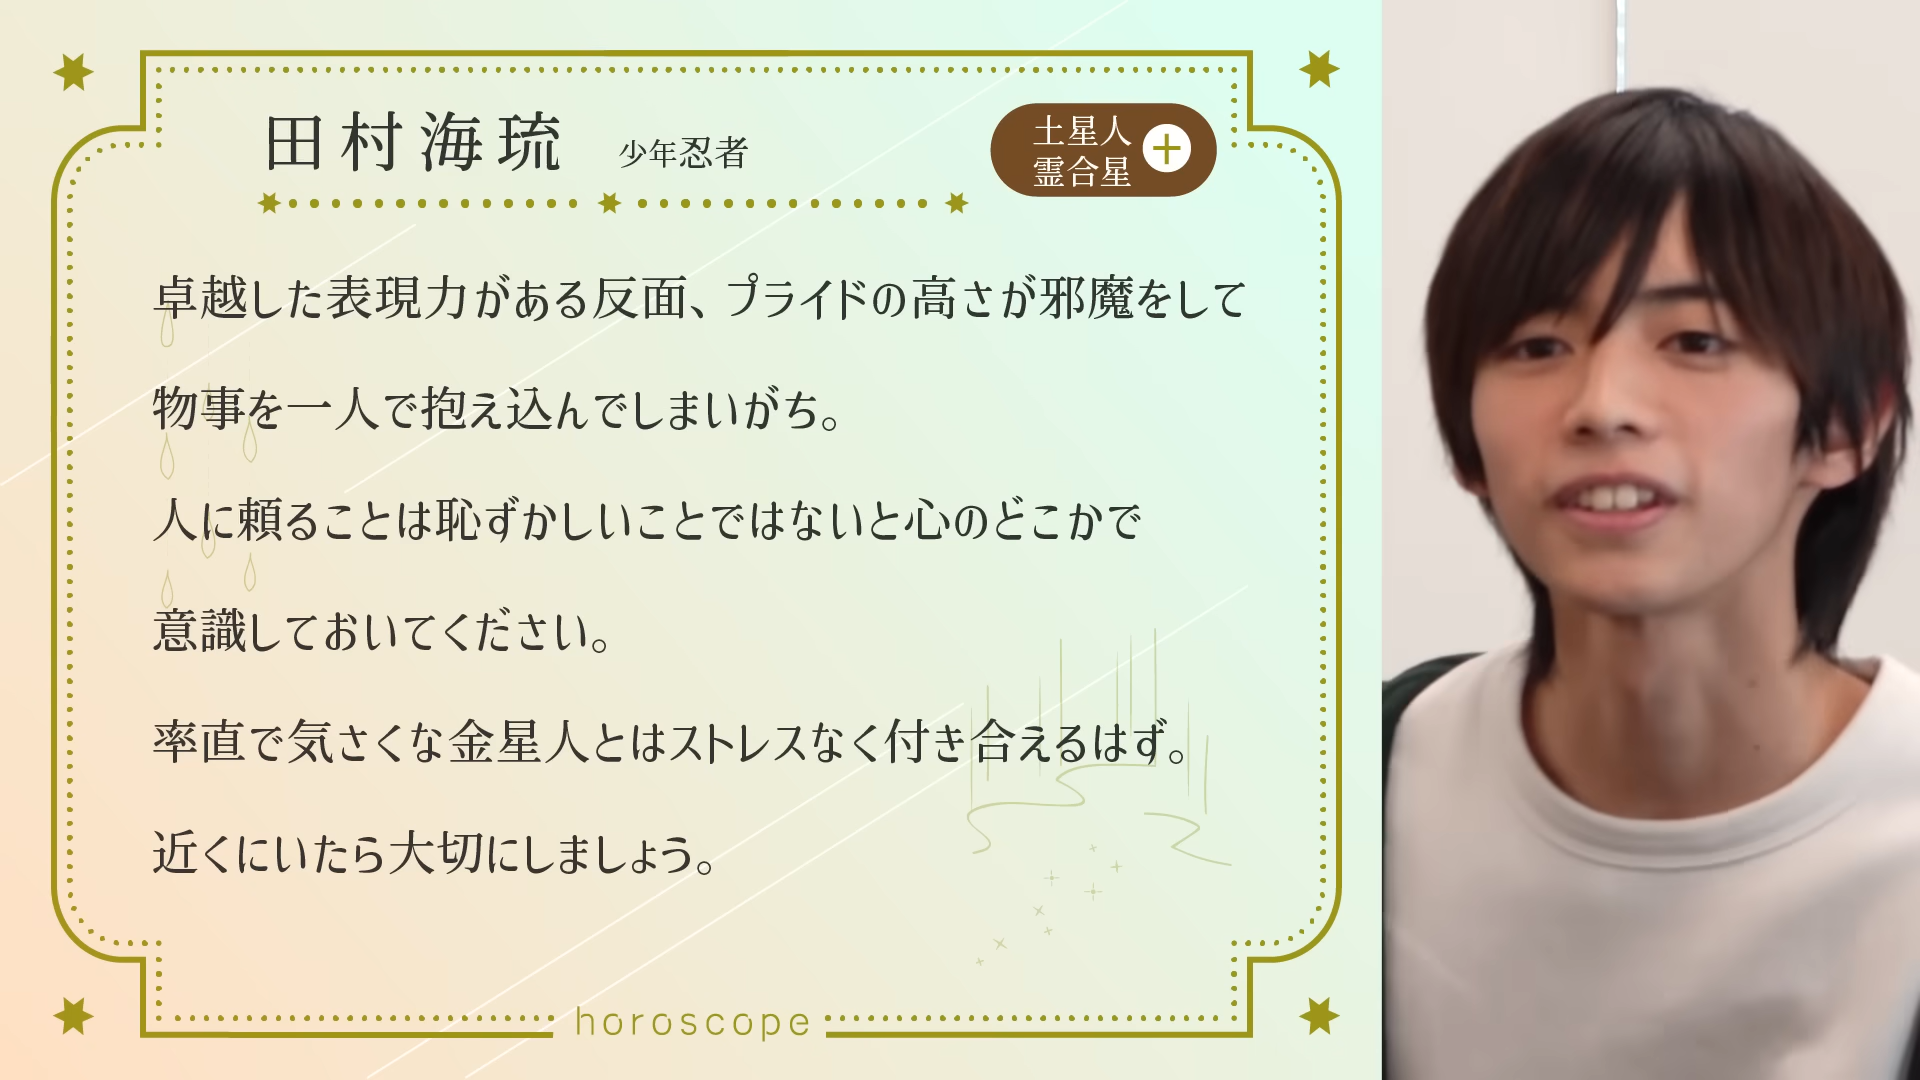 田村海琉 少年忍者
土星人
霊合星 +
卓越した表現力がある反面、プライドの高さが邪魔をして
物事を一人で抱え込んでしまいがち。
人に頼ることは恥ずかしいことではないと心のどこかで
意識しておいてください。
率直で気さくな金星人とはストレスなく付き合えるはず。
近くにいたら大切にしましょう。
horoscope